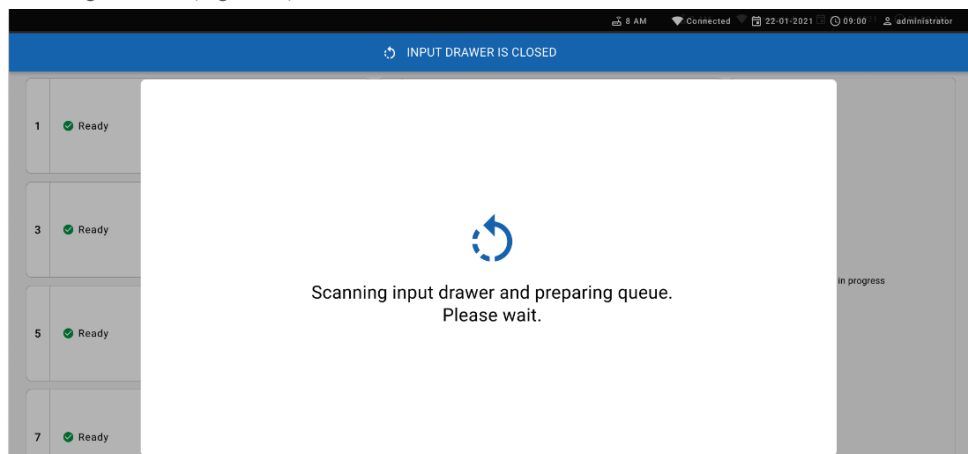 8 AM Connected 22-01-2021 09:00 administrator
INPUT DRAWER IS CLOSED
1 Ready
3 Ready
Scanning input drawer and preparing queue.
Please wait.
in progress
5 Ready
7 Ready